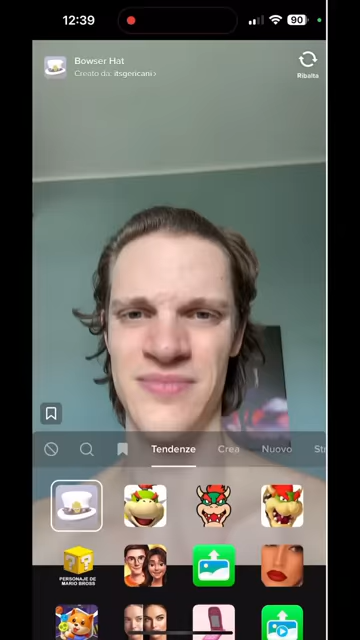 12:39
90
Bowser Hat
Creato da: itsgericani >
Ribalta
Tendenze
Crea
Nuovo
PERSONAJE DE
MARIO BROSS